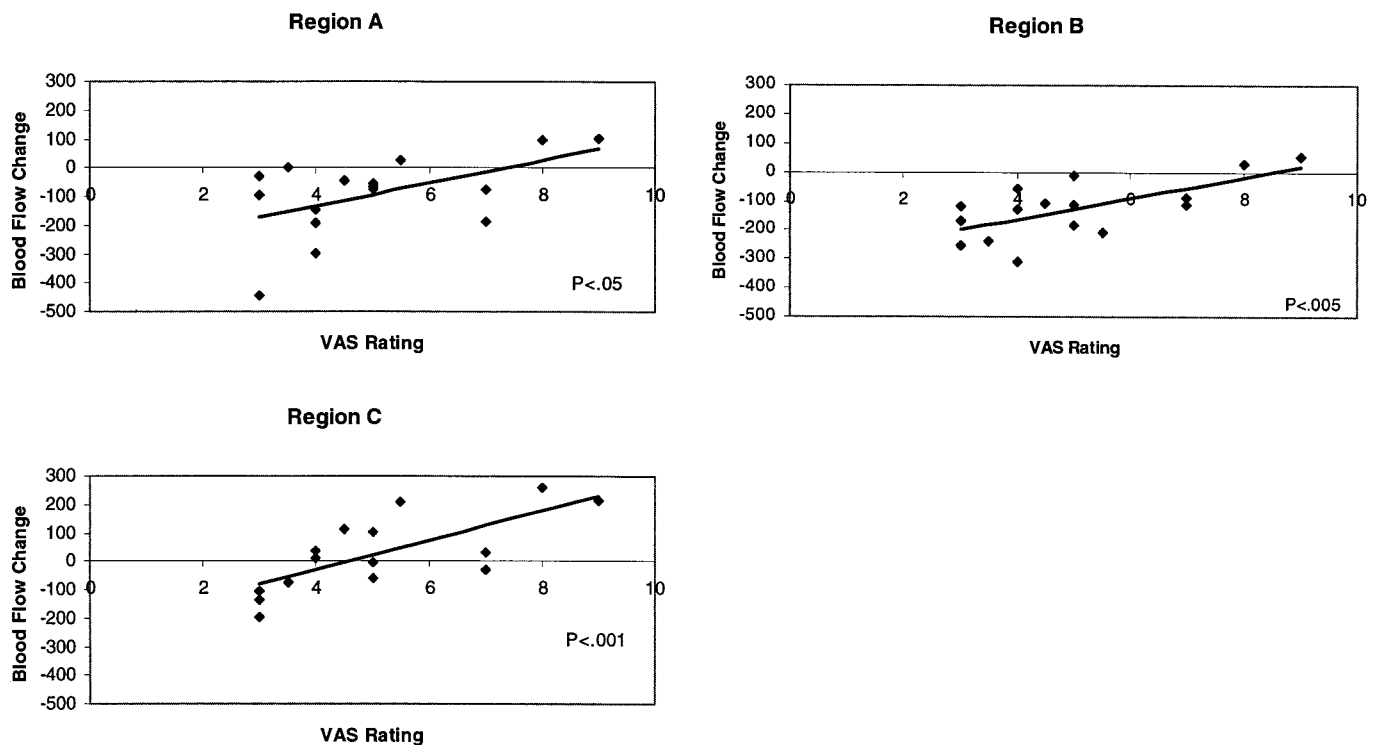 Region A
300
200
100
0
-100
-200
-300
-400
-500
0 2 4 6 8 10
Blood Flow Change
P<.05
VAS Rating
Region B
300
200
100
0
-100
-200
-300
-400
-500
0 2 4 6 8 10
Blood Flow Change
P<.005
VAS Rating
Region C
300
200
100
0
-100
-200
-300
-400
-500
0 2 4 6 8 10
Blood Flow Change
P<.001
VAS Rating